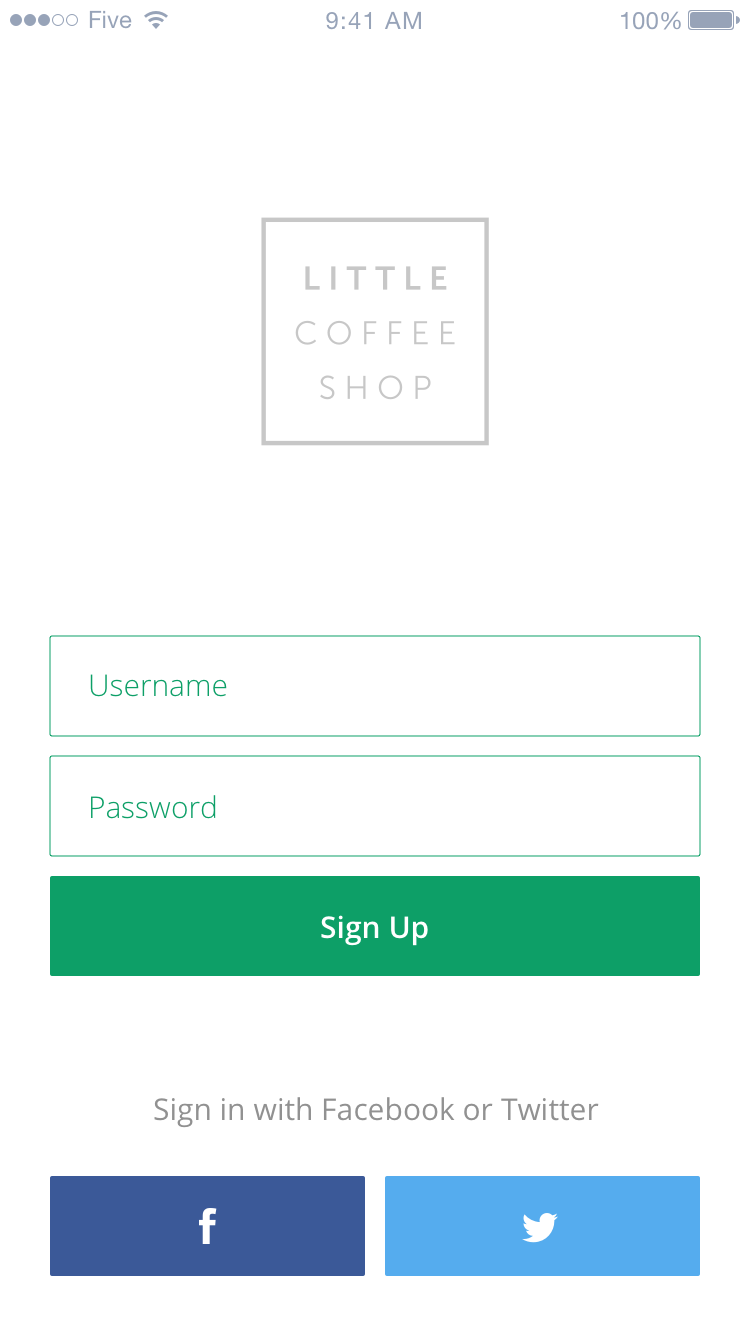 Five 9:41 AM 100%
LITTLE
COFFEE
SHOP
Username
Password
Sign Up
Sign in with Facebook or Twitter
f